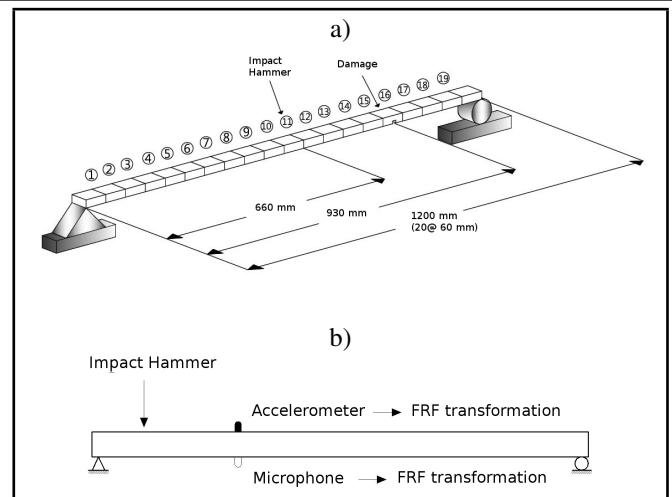 a)
Impact
Hammer
Damage
1 2 3 4 5 6 7 8 9 10 11 12 13 14 15 16 17 18 19
660 mm
930 mm
1200 mm
(20@ 60 mm)
b)
Impact Hammer
Accelerometer → FRF transformation
Microphone → FRF transformation